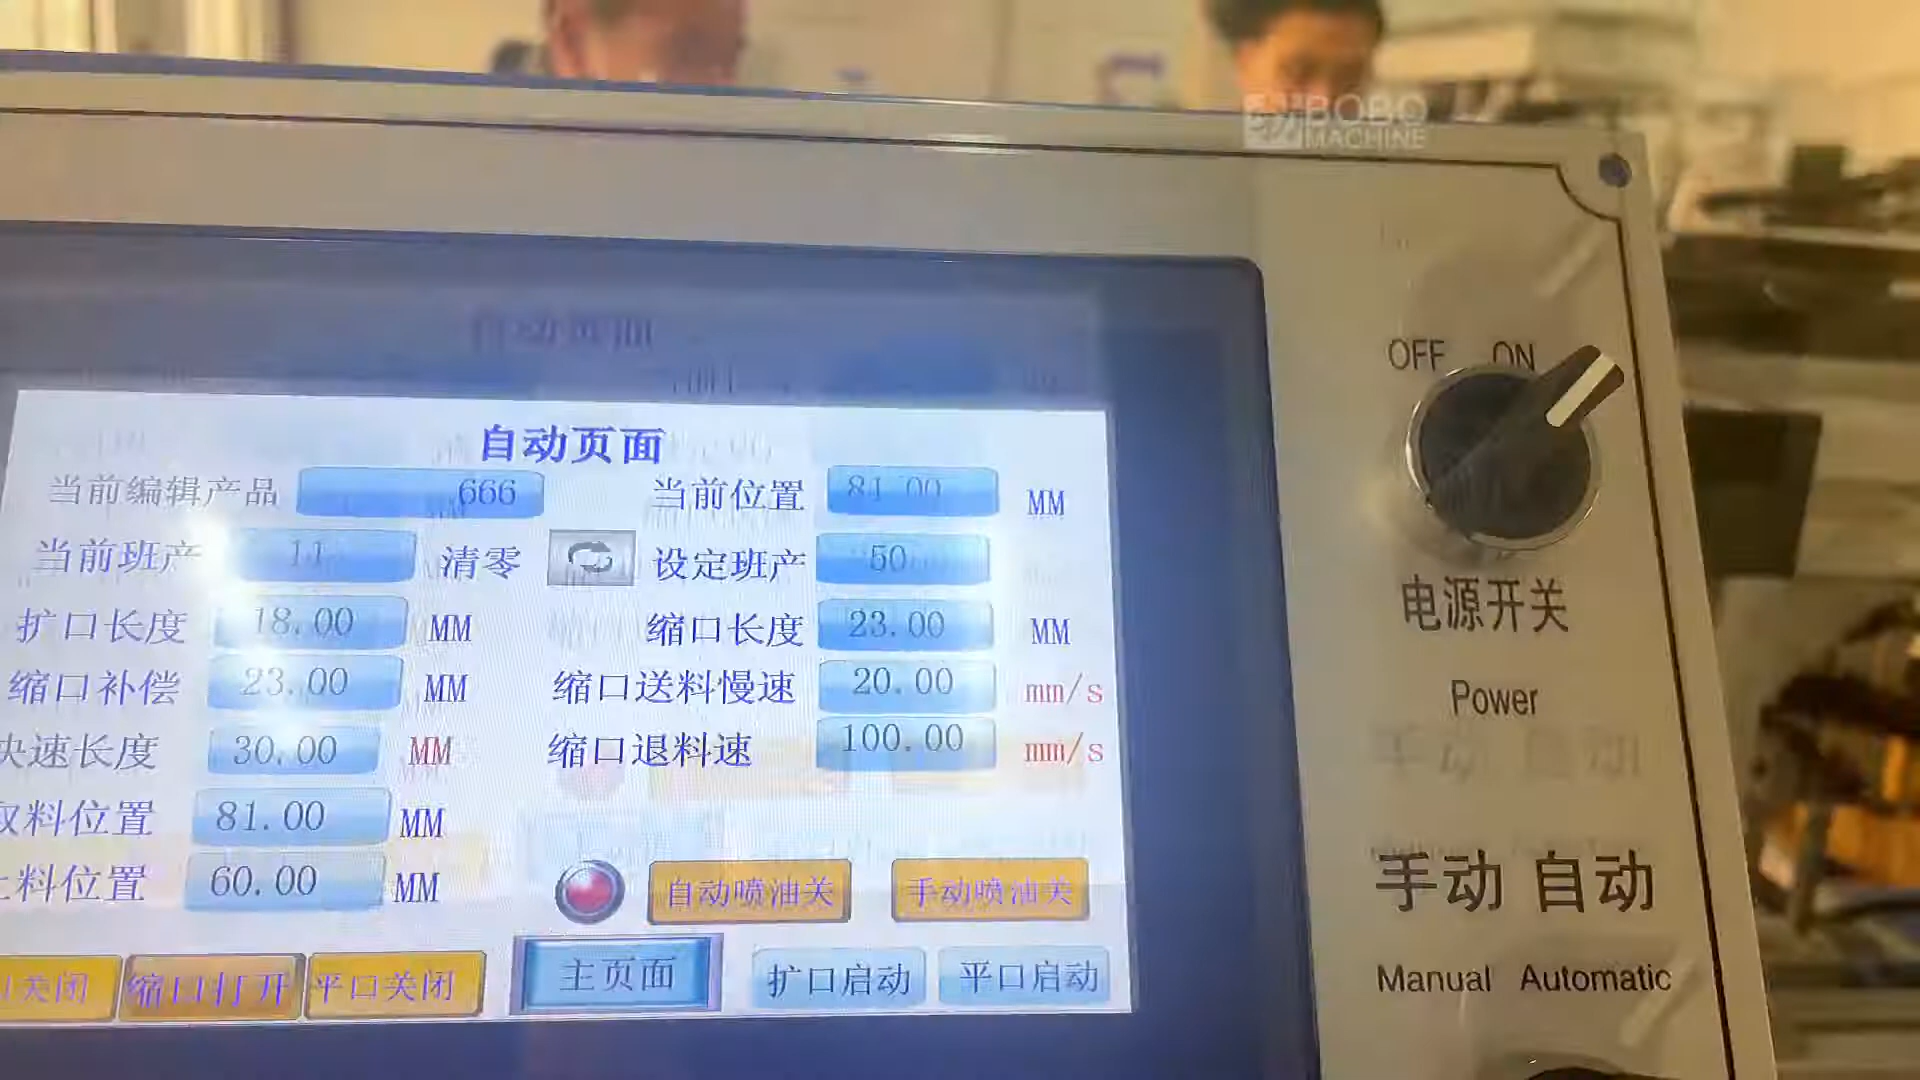 BOBO
MACHINE
自动页面
当前编辑产品 666 当前位置 81.00 MM
当前班产 11 清零 设定班产 50
扩口长度 18.00 MM 缩口长度 23.00 MM
缩口补偿 23.00 MM 缩口送料慢速 20.00 mm/s
快速长度 30.00 MM 缩口退料速 100.00 mm/s
取料位置 81.00 MM
上料位置 60.00 MM
自动喷油关 手动喷油关
口关闭 缩口打开 平口关闭 主页面 扩口启动 平口启动
OFF ON
电源开关
Power
手动 自动
Manual Automatic